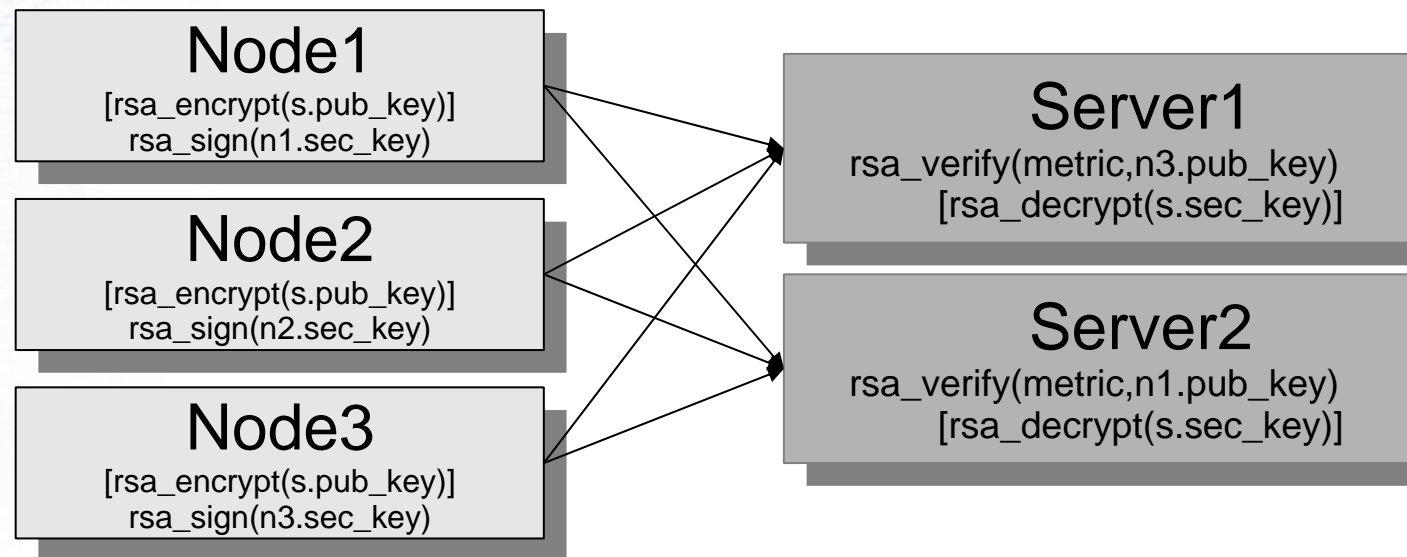 Node1
[rsa_encrypt(s.pub_key)]
rsa_sign(n1.sec_key)
Node2
[rsa_encrypt(s.pub_key)]
rsa_sign(n2.sec_key)
Node3
[rsa_encrypt(s.pub_key)]
rsa_sign(n3.sec_key)
Server1
rsa_verify(metric,n3.pub_key)
[rsa_decrypt(s.sec_key)]
Server2
rsa_verify(metric,n1.pub_key)
[rsa_decrypt(s.sec_key)]